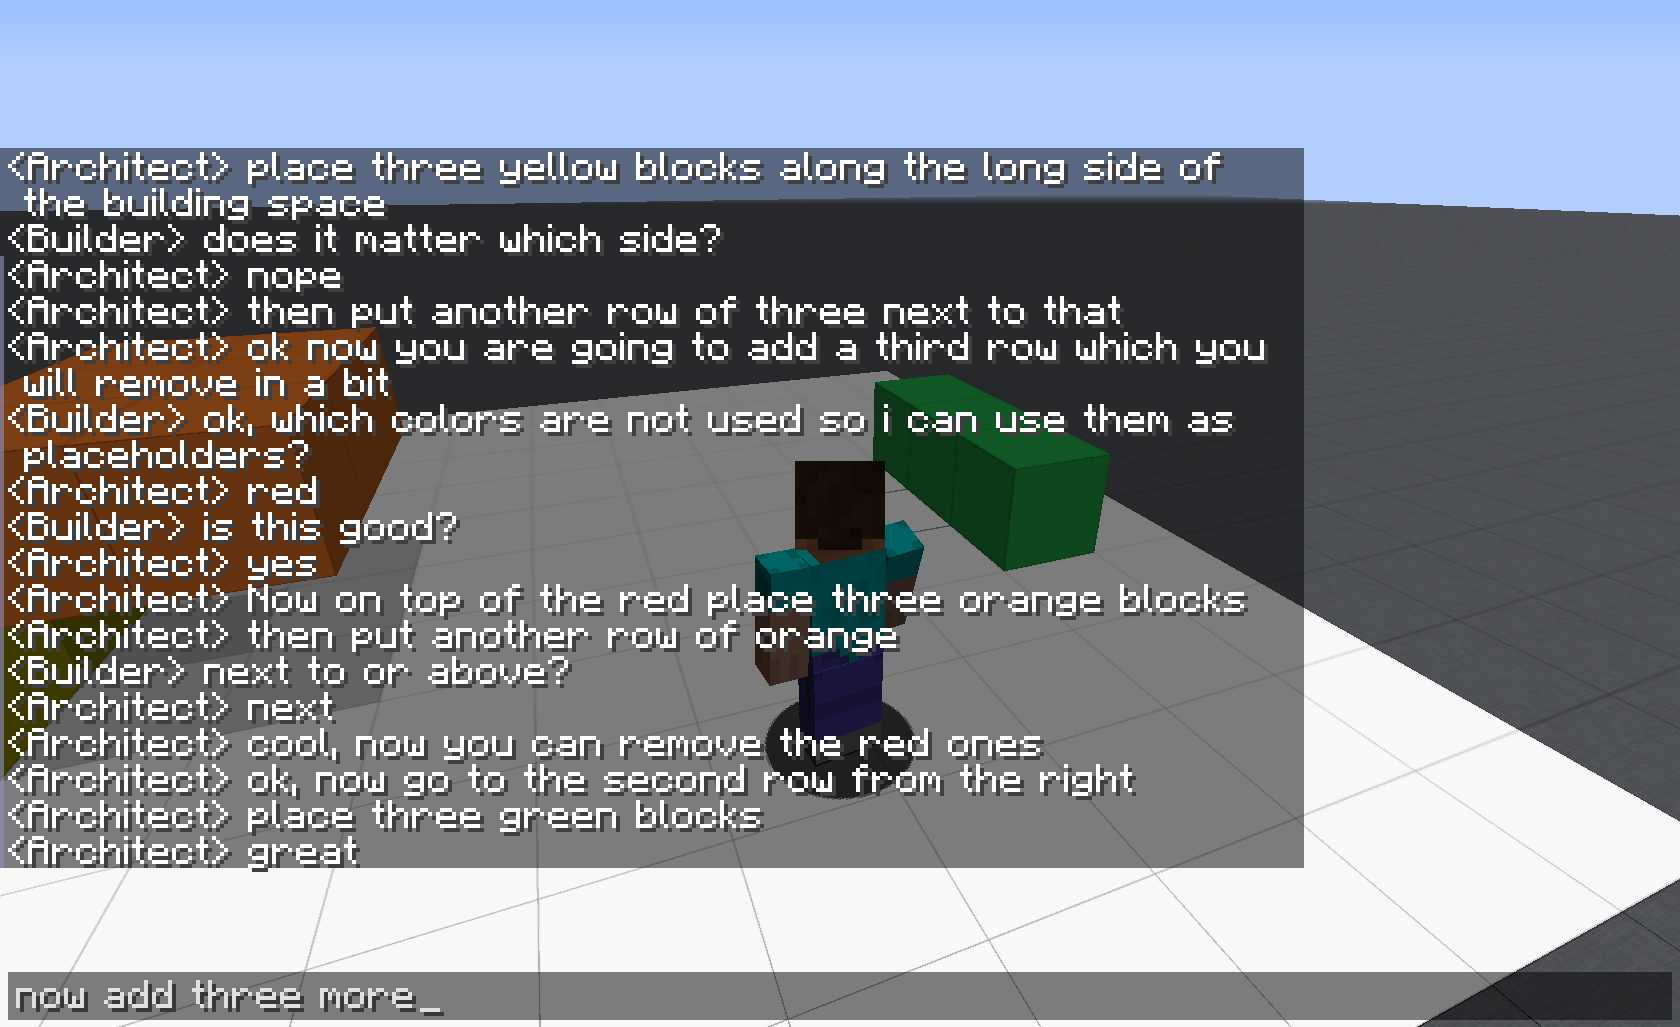 <Architect> place three yellow blocks along the long side of
the building space
<Builder> does it matter which side?
<Architect> nope
<Architect> then put another row of three next to that
<Architect> ok now you are going to add a third row which you
will remove in a bit
<Builder> ok, which colors are not used so i can use them as
placeholders?
<Architect> red
<Builder> is this good?
<Architect> yes
<Architect> Now on top of the red place three orange blocks
<Architect> then put another row of orange
<Builder> next to or above?
<Architect> next
<Architect> cool, now you can remove the red ones
<Architect> ok, now go to the second row from the right
<Architect> place three green blocks
<Architect> great
now add three more_